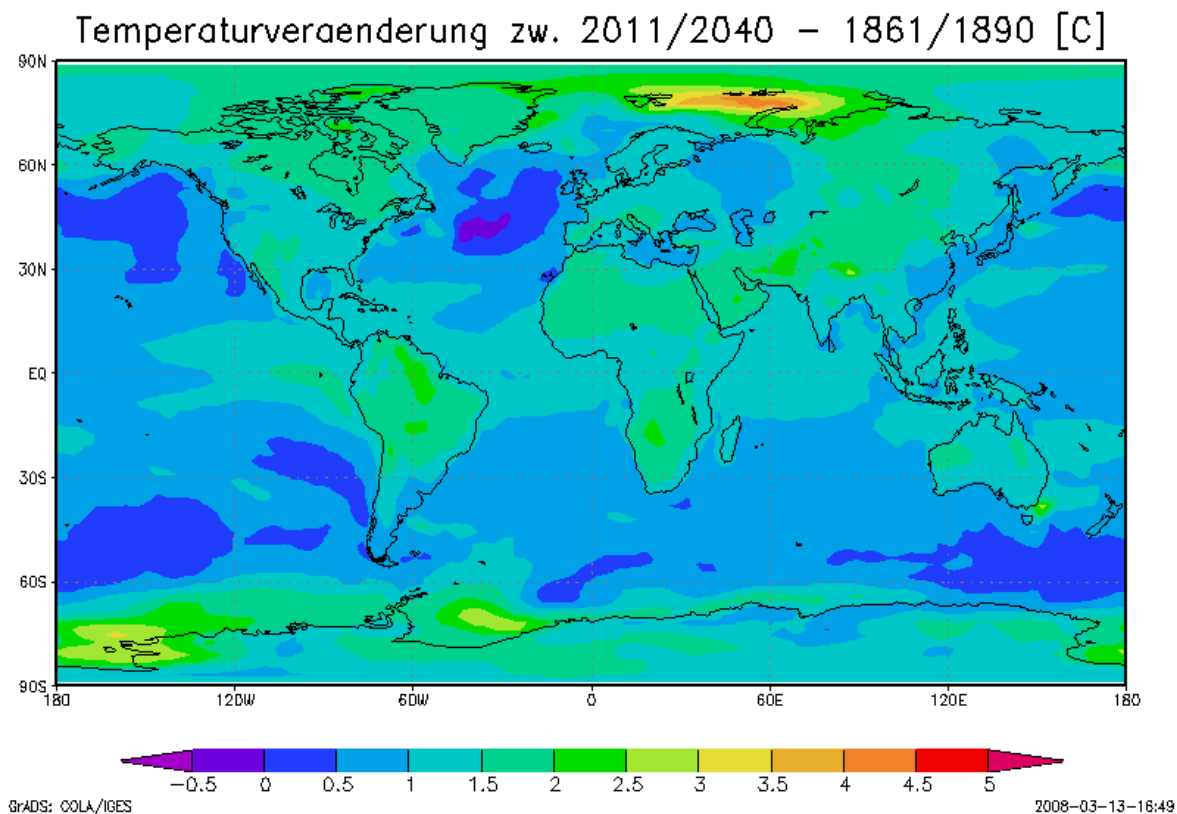 Temperaturveraenderung zw. 2011/2040 – 1861/1890 [C]
90N
60N
30N
EQ
30S
60S
90S
180 120W 60W 0 60E 120E 180
−0.5 0 0.5 1 1.5 2 2.5 3 3.5 4 4.5 5
GrADS: COLA/IGES 2008−03−13−16:49